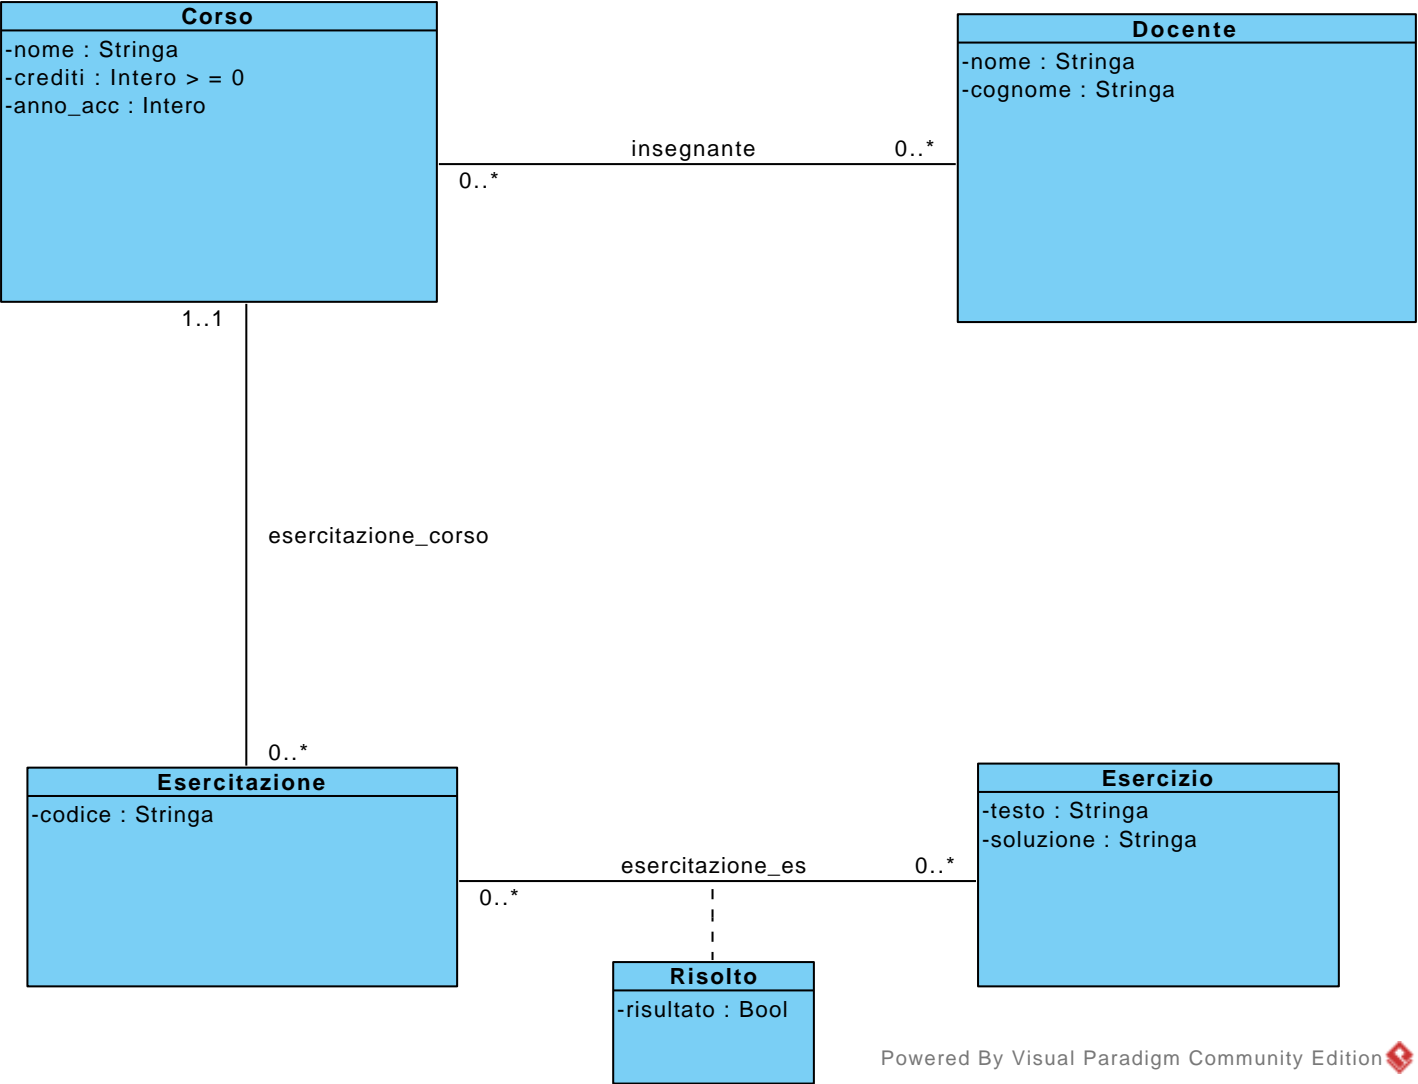 Corso
-nome : Stringa
-crediti : Intero > = 0
-anno_acc : Intero
Docente
-nome : Stringa
-cognome : Stringa
insegnante
0..*
0..*
1..1
esercitazione_corso
0..*
Esercitazione
-codice : Stringa
Esercizio
-testo : Stringa
-soluzione : Stringa
esercitazione_es
0..*
0..*
Risolto
-risultato : Bool
Powered By Visual Paradigm Community Edition